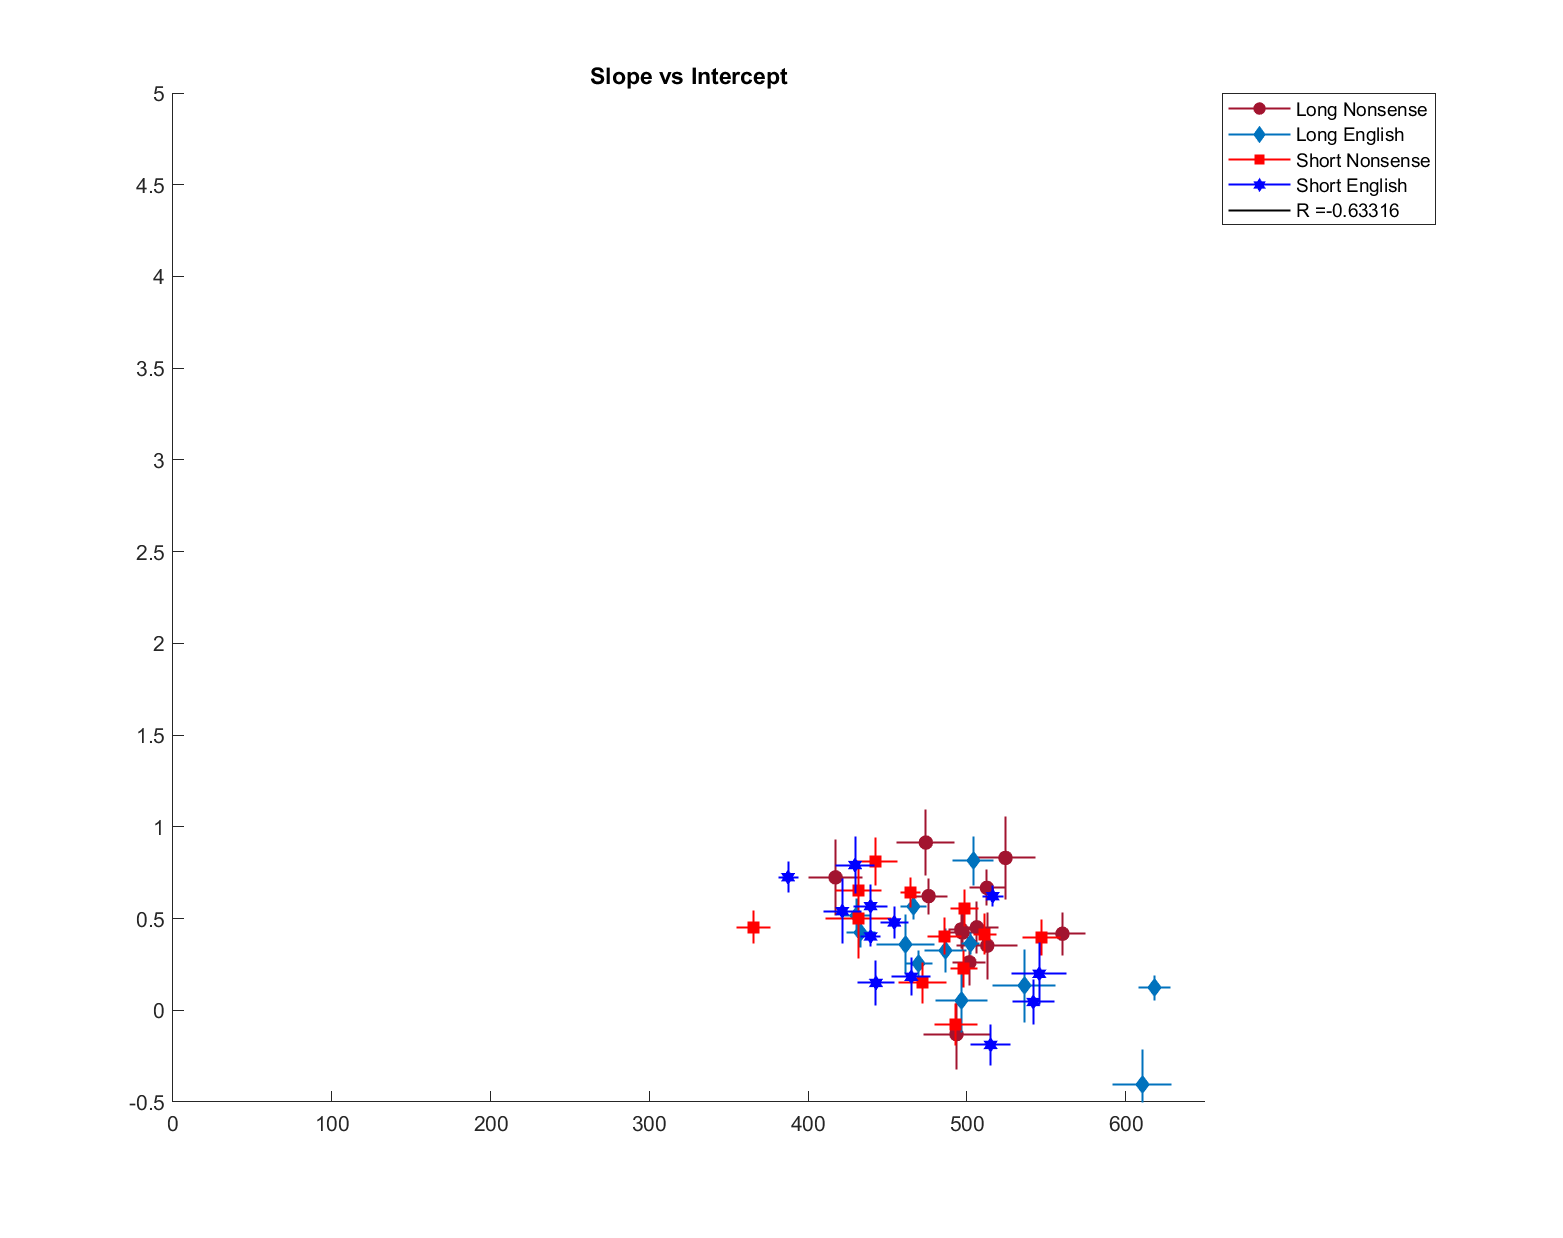 Slope vs Intercept
5
4.5
4
3.5
3
2.5
2
1.5
1
0.5
0
-0.5
0 100 200 300 400 500 600
Long Nonsense
Long English
Short Nonsense
Short English
R =-0.63316